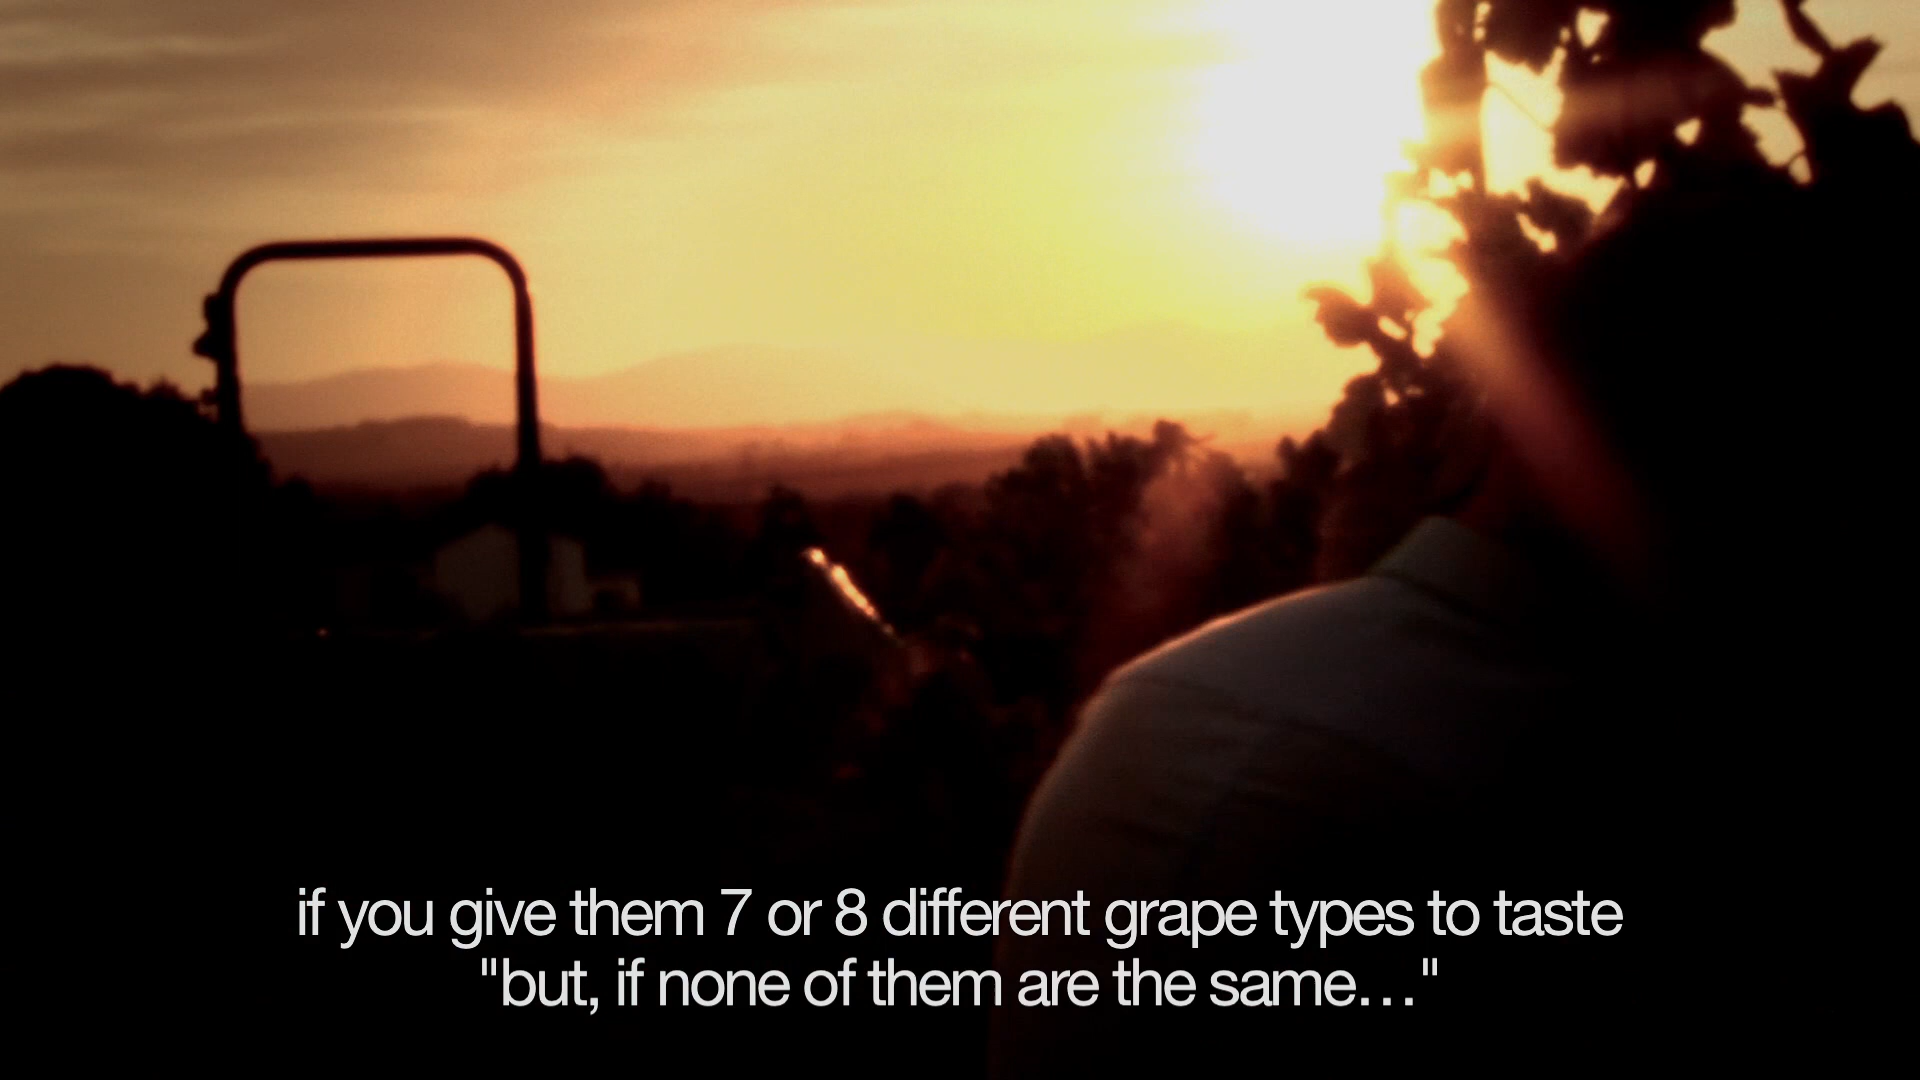 if you give them 7 or 8 different grape types to taste
"but, if none of them are the same…"